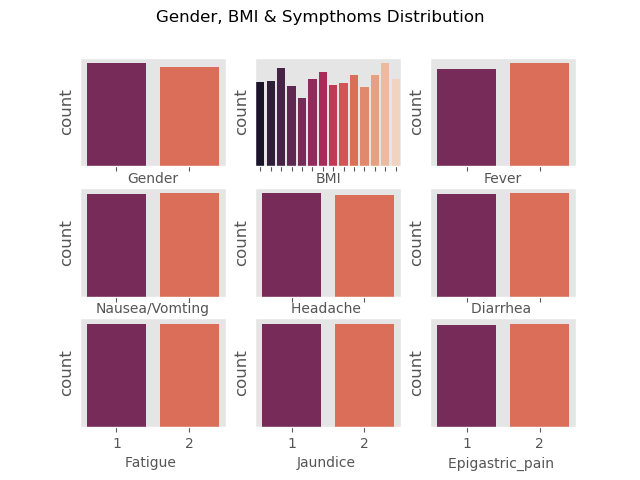 Gender, BMI & Sympthoms Distribution
count count count
Gender BMI Fever
count count count
Nausea/Vomting Headache Diarrhea
count count count
1 2 1 2 1 2
Fatigue Jaundice Epigastric_pain